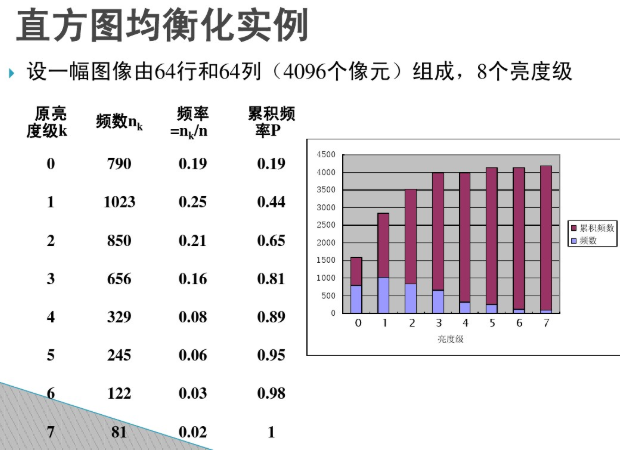 直方图均衡化实例
设一幅图像由64行和64列（4096个像元）组成，8个亮度级
原亮度级k 频数nk 频率=nk/n 累积频率P
0 790 0.19 0.19
1 1023 0.25 0.44
2 850 0.21 0.65
3 656 0.16 0.81
4 329 0.08 0.89
5 245 0.06 0.95
6 122 0.03 0.98
7 81 0.02 1
4500
4000
3500
3000
2500
2000
1500
1000
500
0
0 1 2 3 4 5 6 7
亮度级
累积频数
频数